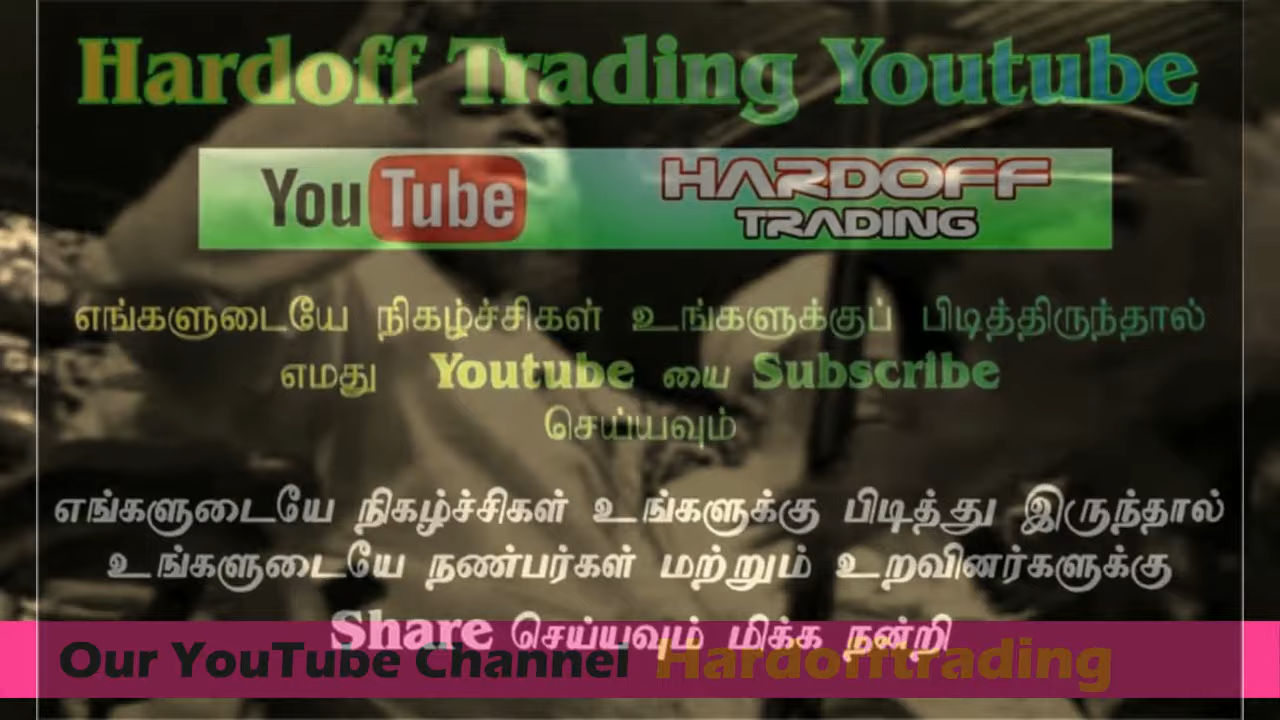 Hardoff Trading Youtube
YouTube HARDOFF
TRADING
எங்களுடையே நிகழ்ச்சிகள் உங்களுக்குப் பிடித்திருந்தால்
எமது Youtube யை Subscribe
செய்யவும்
எங்களுடையே நிகழ்ச்சிகள் உங்களுக்கு பிடித்து இருந்தால்
உங்களுடையே நண்பர்கள் மற்றும் உறவினர்களுக்கு
Share செய்யவும் மிக்க நன்றி
Our YouTube Channel Hardofftrading